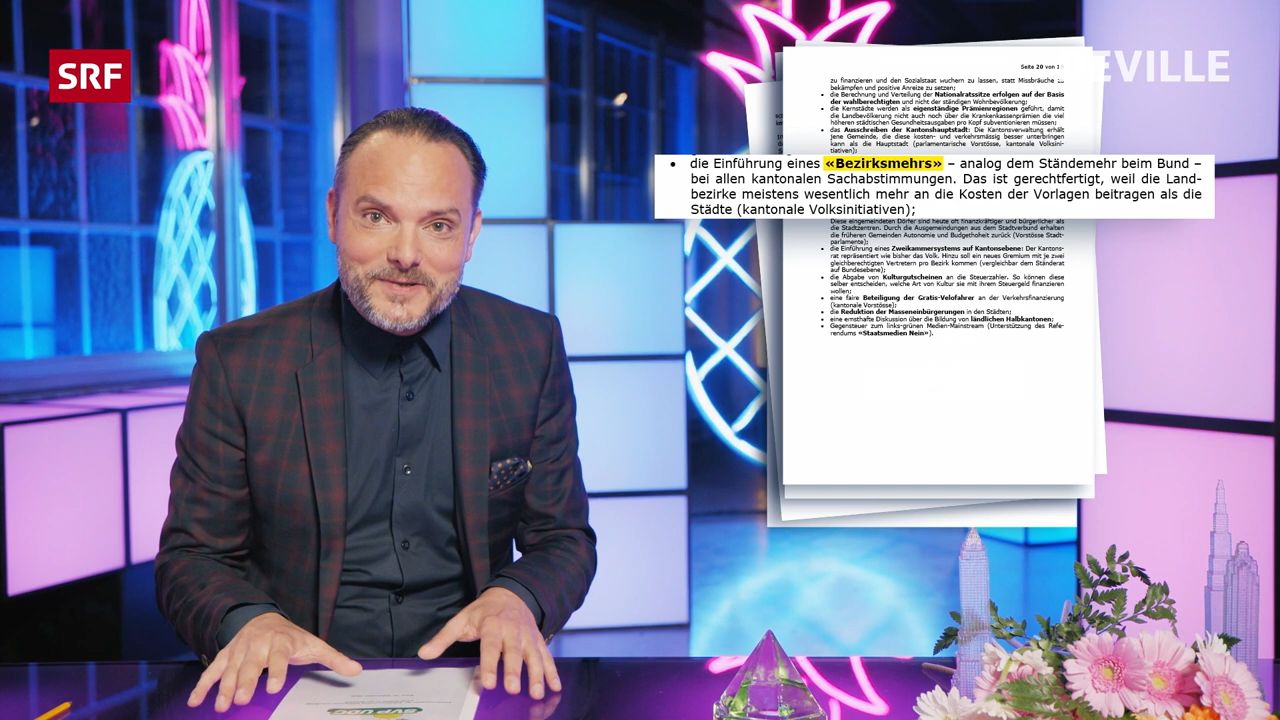 SRF
EVILLE
Seite 20 von
zu finanzieren und den Sozialstaat wuchern zu lassen, statt Missbräuche zu
bekämpfen und positive Anreize zu setzen;
• die Berechnung und Verteilung der Nationalratssitze erfolgen auf der Basis
der wahlberechtigten und nicht der ständigen Wohnbevölkerung;
• die Kernstädte werden als eigenständige Prämienregionen geführt, damit
die Landbevölkerung nicht auch noch über die Krankenkassenprämien die viel
höheren städtischen Gesundheitsausgaben pro Kopf subventionieren müssen;
• das Ausschreiben der Kantonshauptstadt: Die Kantonsverwaltung erhält
jene Gemeinde, die diese kosten- und verkehrsmässig besser unterbringen
kann als die Hauptstadt (parlamentarische Vorstösse, kantonale Volksini-
tiativen);
• die Einführung eines «Bezirksmehrs» – analog dem Ständemehr beim Bund –
bei allen kantonalen Sachabstimmungen. Das ist gerechtfertigt, weil die Land-
bezirke meistens wesentlich mehr an die Kosten der Vorlagen beitragen als die
Städte (kantonale Volksinitiativen);
Diese eingemeindeten Dörfer sind heute oft finanzkräftiger und bürgerlicher als
die Stadtzentren. Durch die Ausgemeindungen aus dem Stadtverbund erhalten
die früheren Gemeinden Autonomie und Budgethoheit zurück (Vorstösse Stadt-
parlamente);
• die Einführung eines Zweikammersystems auf Kantonsebene: Der Kantons-
rat repräsentiert wie bisher das Volk. Hinzu soll ein neues Gremium mit je zwei
gleichberechtigten Vertretern pro Bezirk kommen (vergleichbar dem Ständerat
auf Bundesebene);
• die Abgabe von Kulturgutscheinen an die Steuerzahler. So können diese
selber entscheiden, welche Art von Kultur sie mit ihrem Steuergeld finanzieren
wollen;
• eine faire Beteiligung der Gratis-Velofahrer an der Verkehrsfinanzierung
(kantonale Vorstösse);
• die Reduktion der Masseneinbürgerungen in den Städten;
• eine ernsthafte Diskussion über die Bildung von ländlichen Halbkantonen;
• Gegensteuer zum links-grünen Medien-Mainstream (Unterstützung des Refe-
rendums «Staatsmedien Nein»).
SVP UDC